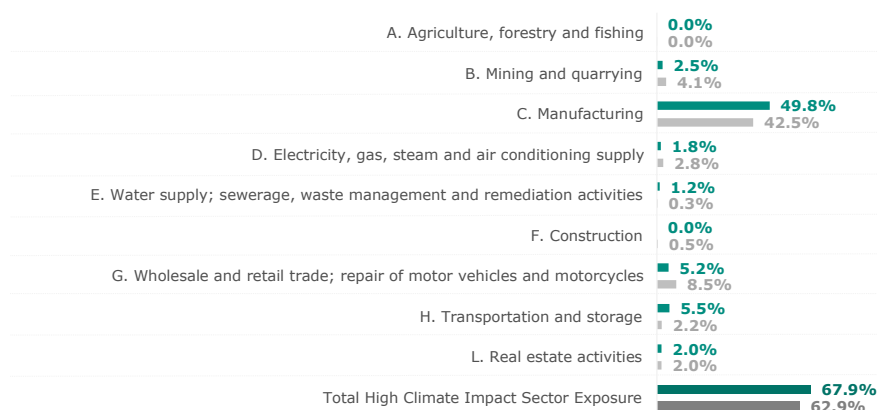 A. Agriculture, forestry and fishing
0.0%
0.0%
B. Mining and quarrying
2.5%
4.1%
C. Manufacturing
49.8%
42.5%
D. Electricity, gas, steam and air conditioning supply
1.8%
2.8%
E. Water supply; sewerage, waste management and remediation activities
1.2%
0.3%
F. Construction
0.0%
0.5%
G. Wholesale and retail trade; repair of motor vehicles and motorcycles
5.2%
8.5%
H. Transportation and storage
5.5%
2.2%
L. Real estate activities
2.0%
2.0%
Total High Climate Impact Sector Exposure
67.9%
62.9%